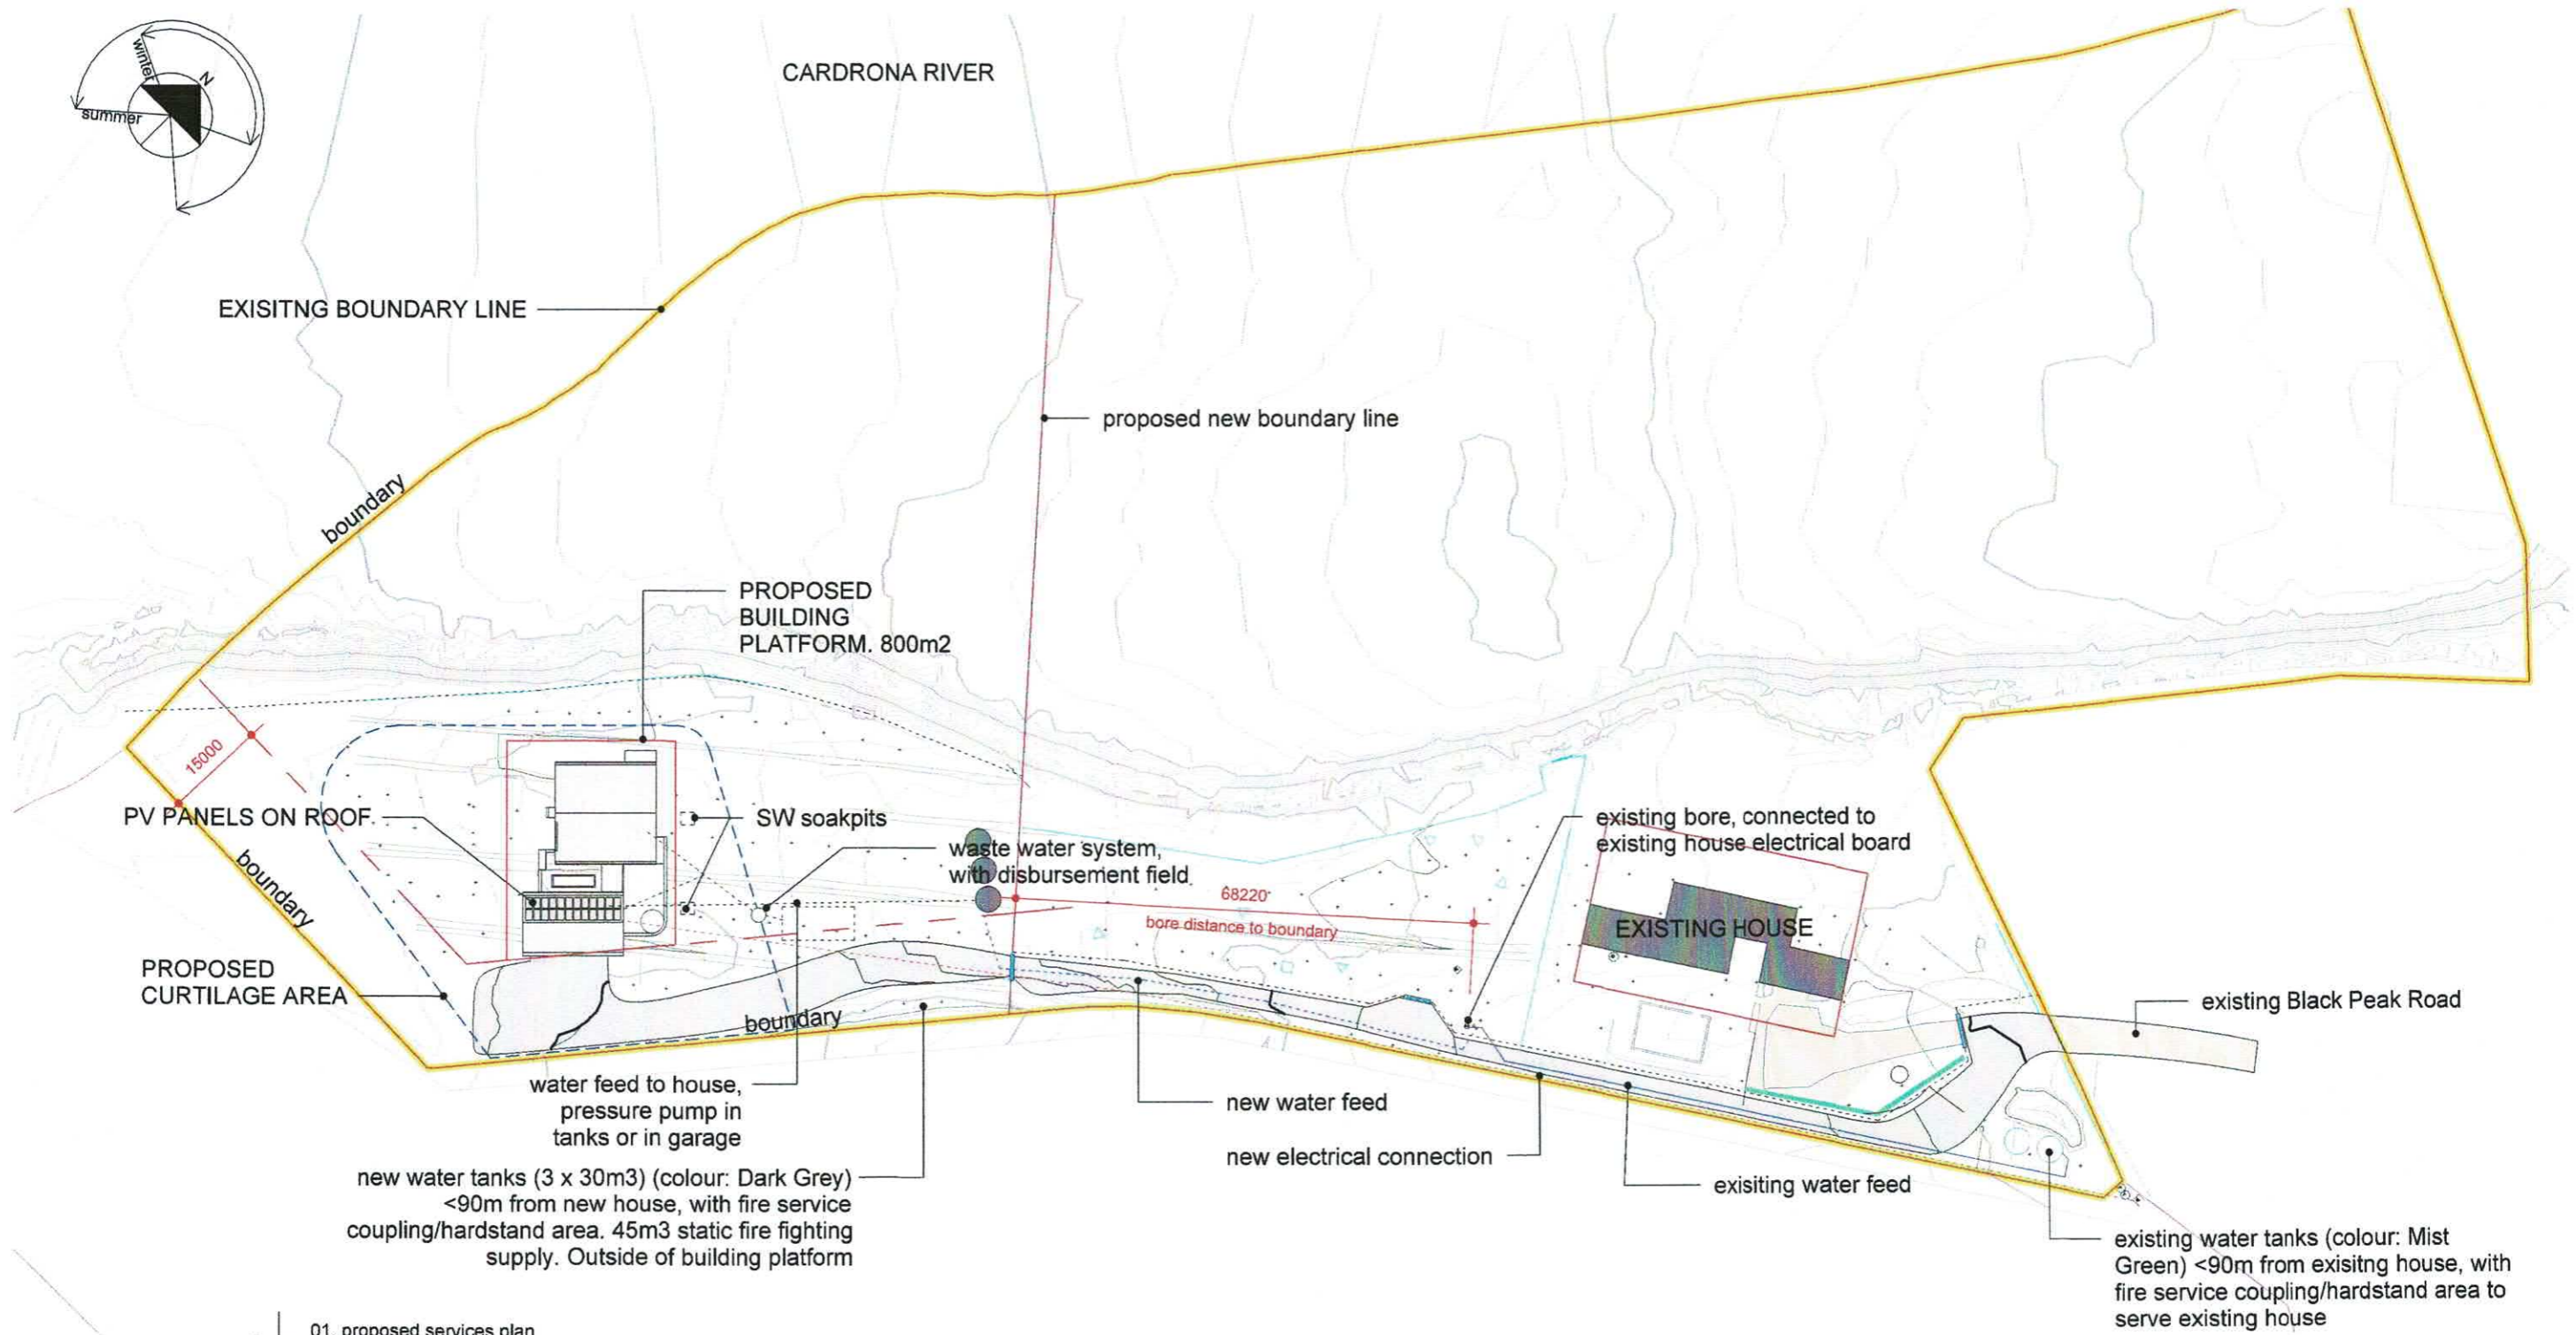 winter
N
summer
CARDRONA RIVER
EXISITNG BOUNDARY LINE
proposed new boundary line
boundary
PROPOSED
BUILDING
PLATFORM. 800m2
15000
PV PANELS ON ROOF.
SW soakpits
existing bore, connected to
existing house electrical board
waste water system,
with disbursement field
boundary
68220
bore distance to boundary
EXISTING HOUSE
PROPOSED
CURTILAGE AREA
existing Black Peak Road
boundary
water feed to house,
pressure pump in
tanks or in garage
new water feed
new electrical connection
new water tanks (3 x 30m3) (colour: Dark Grey)
<90m from new house, with fire service
coupling/hardstand area. 45m3 static fire fighting
supply. Outside of building platform
exisiting water feed
existing water tanks (colour: Mist
Green) <90m from exisitng house, with
fire service coupling/hardstand area to
serve existing house
01. proposed services plan